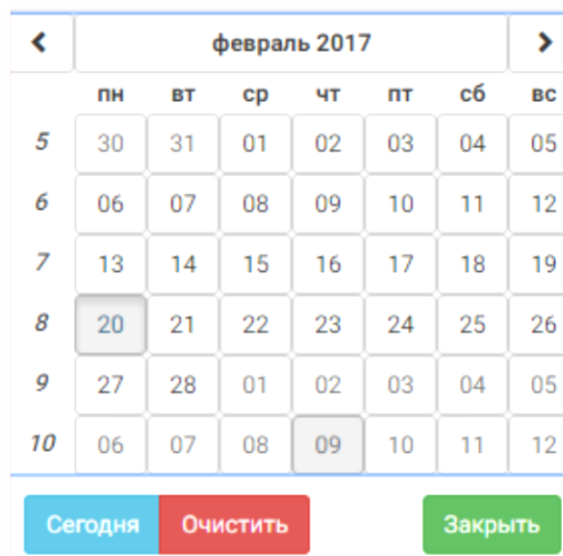 февраль 2017
пн вт ср чт пт сб вс
5 30 31 01 02 03 04 05
6 06 07 08 09 10 11 12
7 13 14 15 16 17 18 19
8 20 21 22 23 24 25 26
9 27 28 01 02 03 04 05
10 06 07 08 09 10 11 12
Сегодня Очистить Закрыть